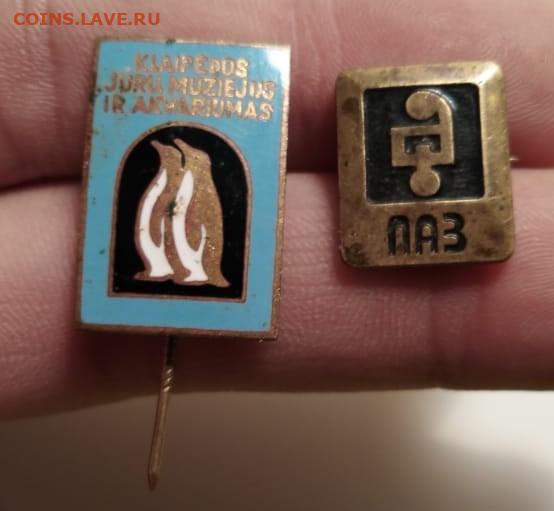 COINS.LAVE.RU
KLAIPĖDOS
JŪRŲ MUZIEJUS
IR AKVARIUMAS
ПАЗ